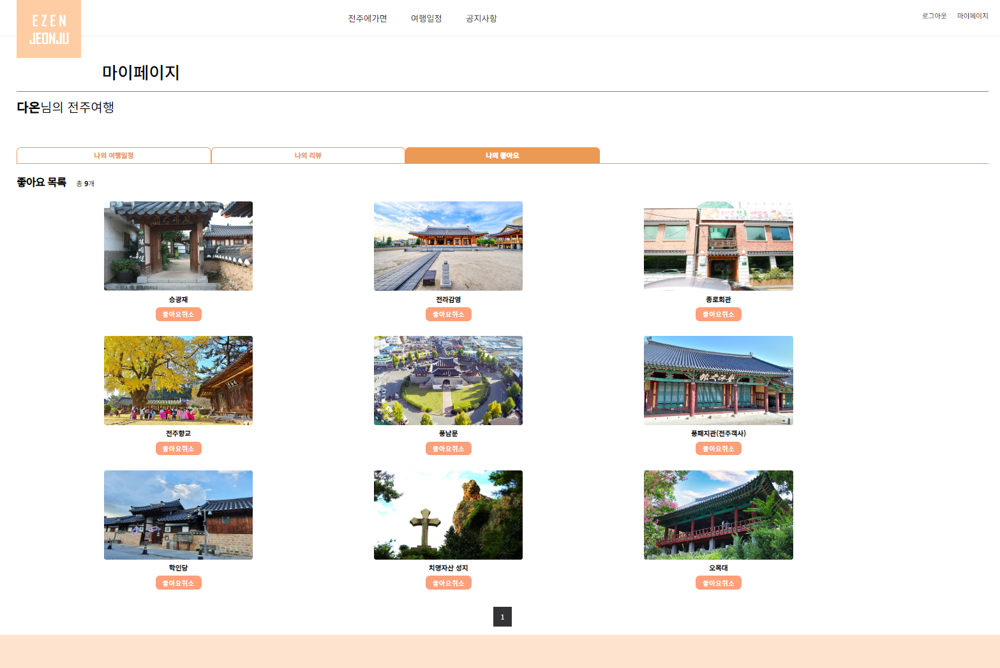 EZEN
JEONJU
전주에가면 여행일정 공지사항
로그아웃 마이페이지
마이페이지
다온님의 전주여행
나의 여행일정 나의 리뷰 나의 좋아요
좋아요 목록 총 9개
승광재 전라감영 종로회관
좋아요취소 좋아요취소 좋아요취소
전주향교 풍남문 풍패지관(전주객사)
좋아요취소 좋아요취소 좋아요취소
학인당 치명자산 성지 오목대
좋아요취소 좋아요취소 좋아요취소
1